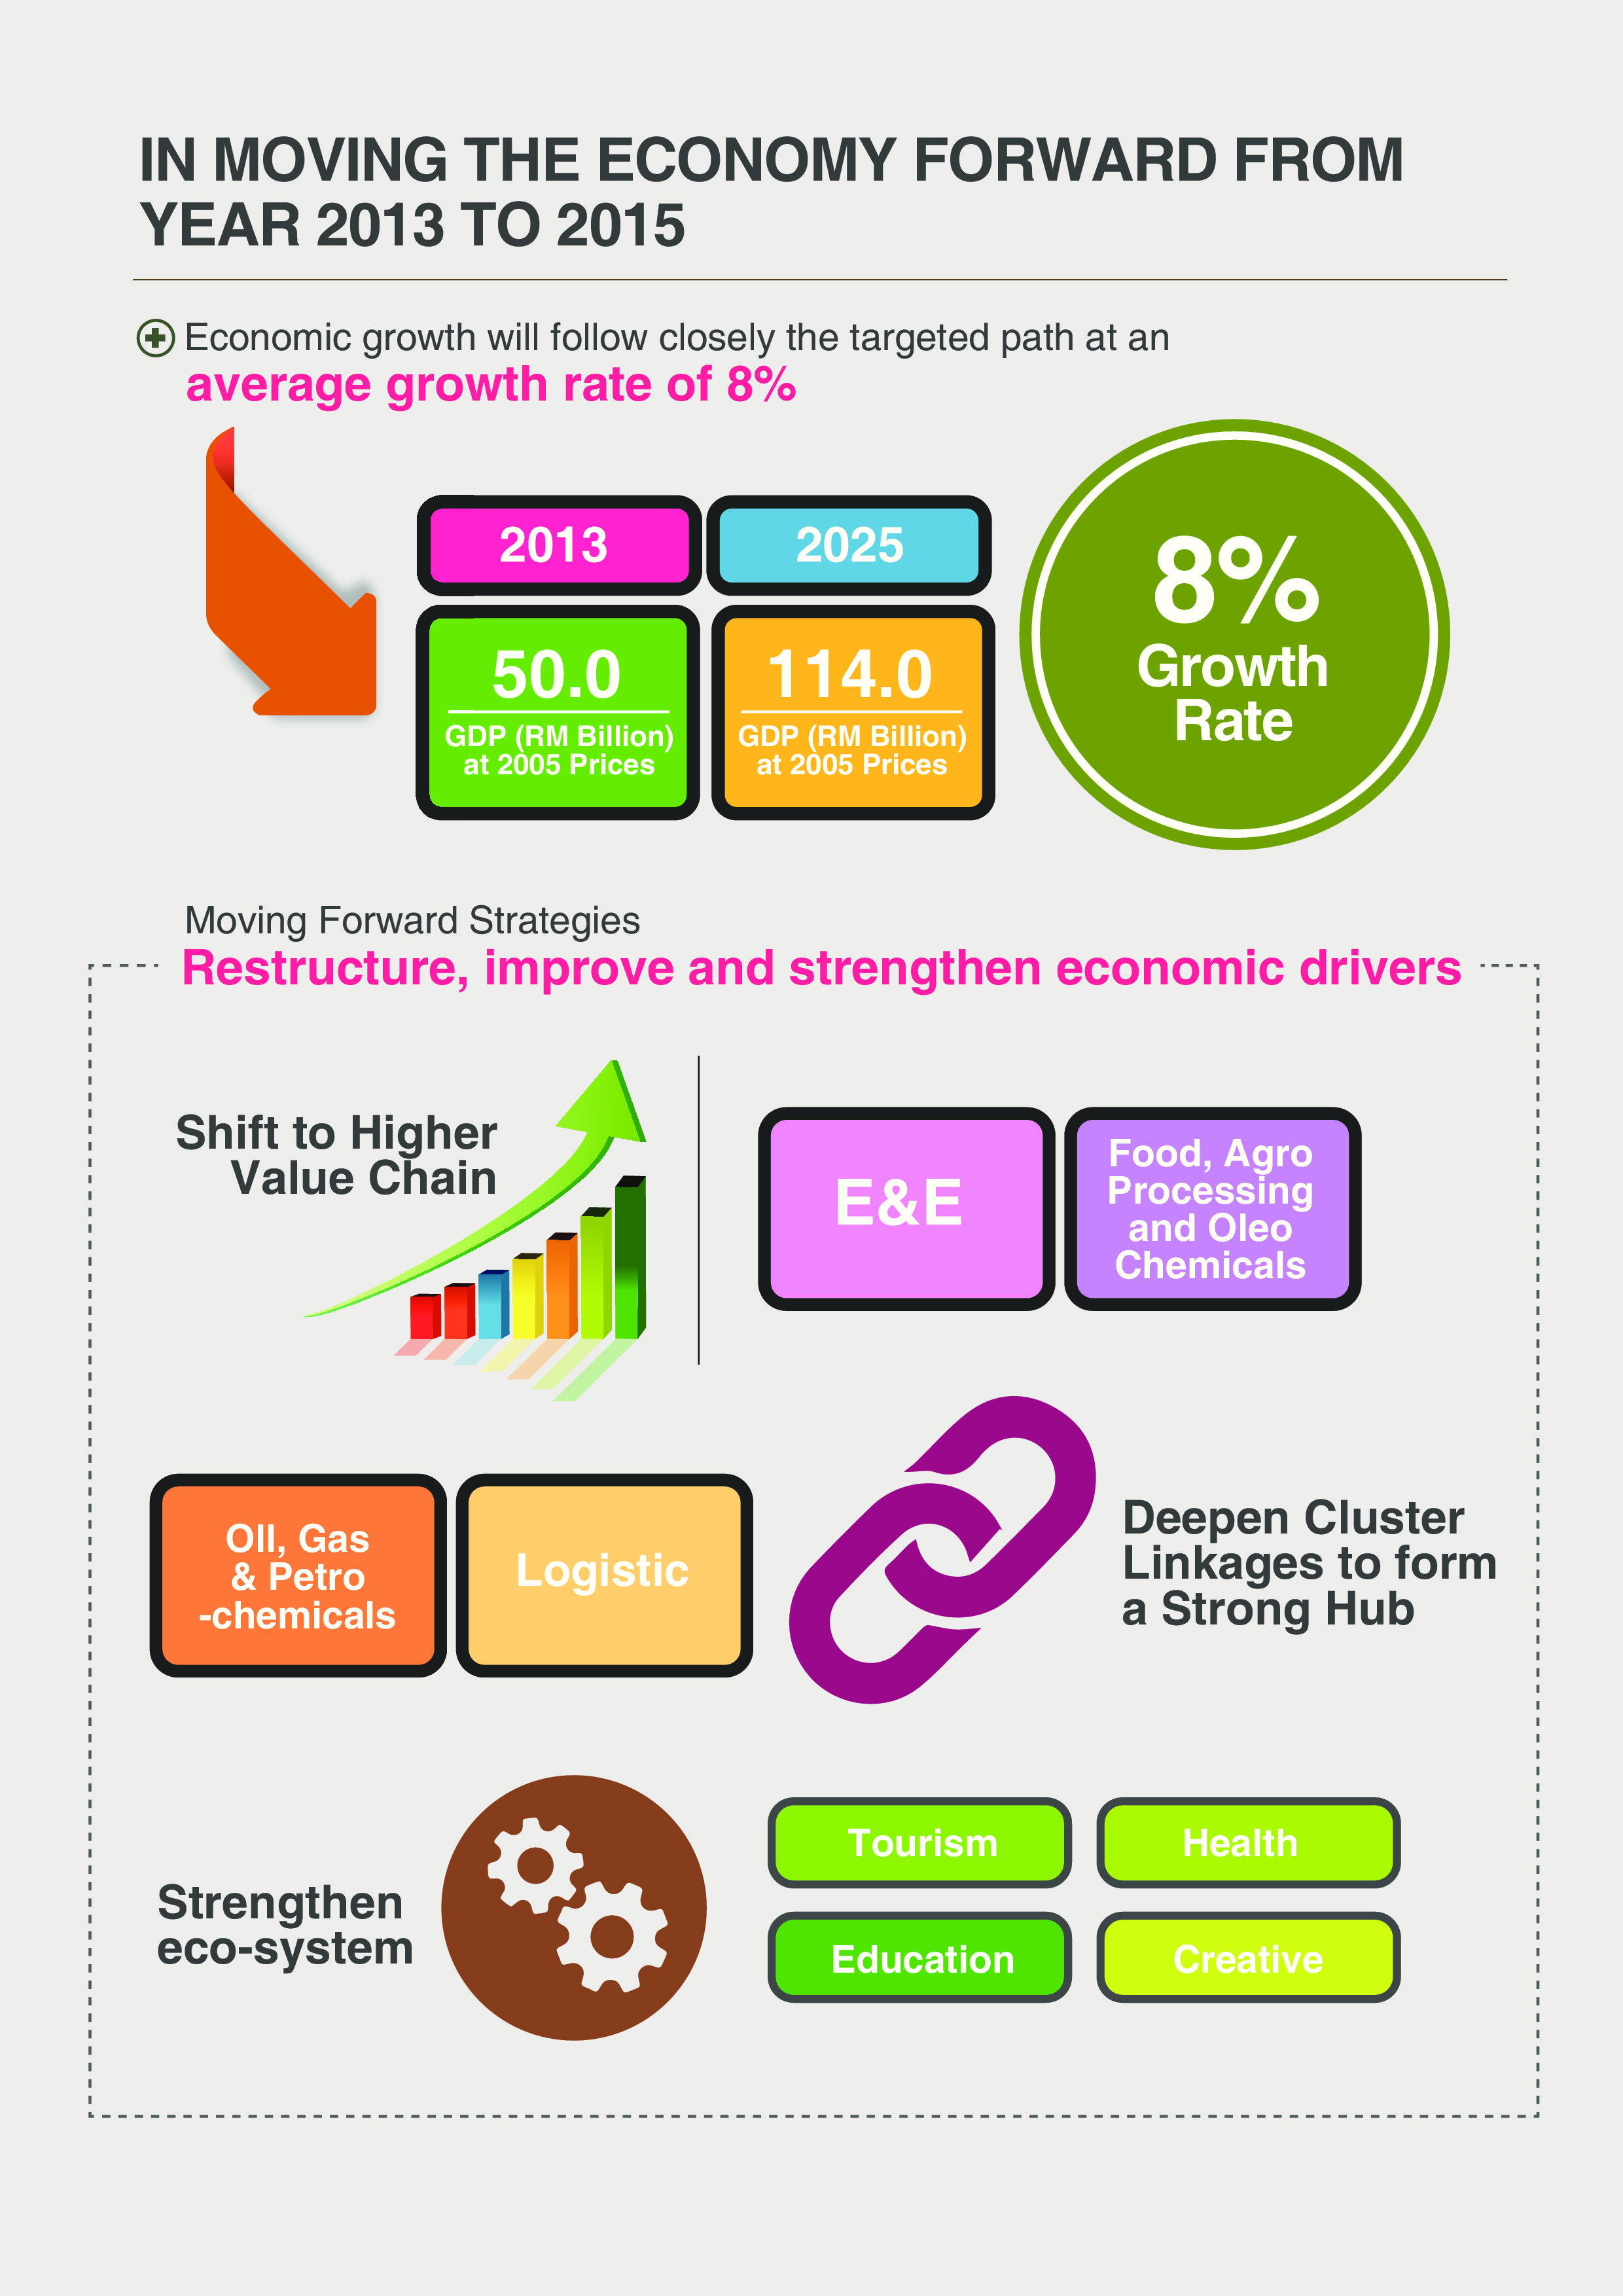 IN MOVING THE ECONOMY FORWARD FROM
YEAR 2013 TO 2015
Economic growth will follow closely the targeted path at an
average growth rate of 8%
2013
2025
50.0
GDP (RM Billion)
at 2005 Prices
114.0
GDP (RM Billion)
at 2005 Prices
8%
Growth
Rate
Moving Forward Strategies
Restructure, improve and strengthen economic drivers
Shift to Higher
Value Chain
E&E
Food, Agro
Processing
and Oleo
Chemicals
Oll, Gas
& Petro
-chemicals
Logistic
Deepen Cluster
Linkages to form
a Strong Hub
Strengthen
eco-system
Tourism
Health
Education
Creative